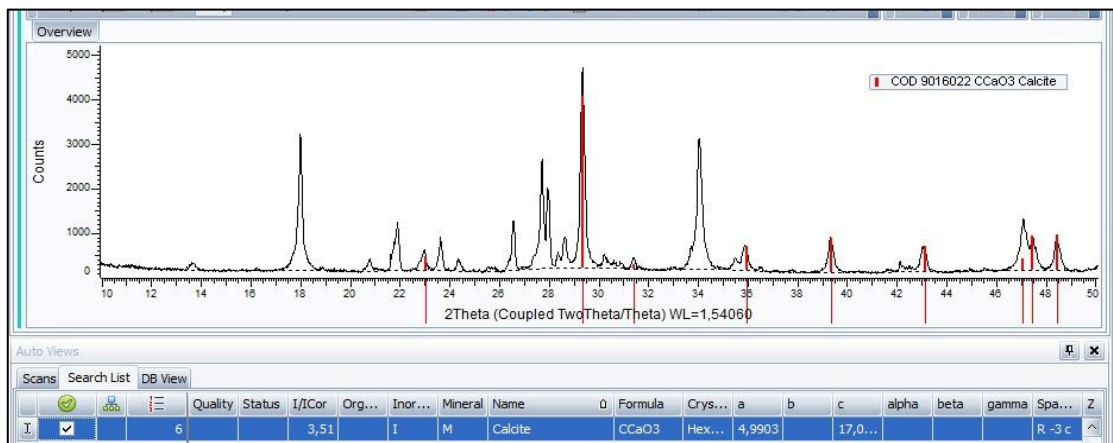 Overview
5000
4000
3000
2000
1000
0
Counts
COD 9016022 CCaO3 Calcite
10 12 14 16 18 20 22 24 26 28 30 32 34 36 38 40 42 44 46 48 50
2Theta (Coupled TwoTheta/Theta) WL=1,54060
Auto Views
Scans Search List DB View
Quality Status I/ICor Org... Inor... Mineral Name Formula Crys... a b c alpha beta gamma Spa... Z
6 3,51 I M Calcite CCaO3 Hex... 4,9903 17,0... R -3 c